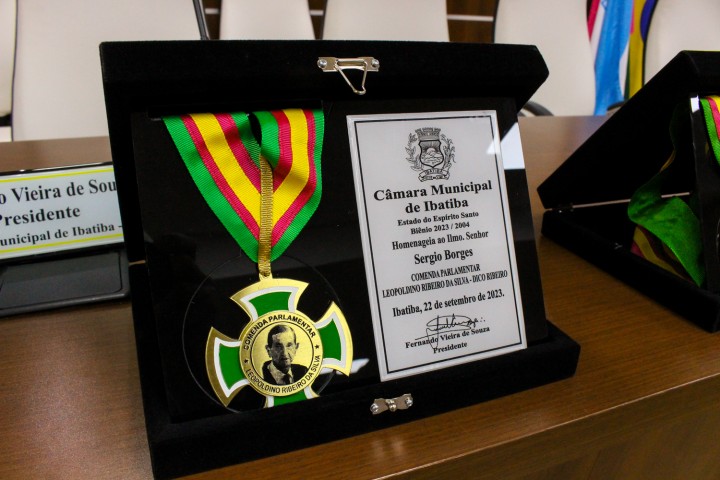 o Vieira de Sou
Presidente
unicipal de Ibatiba -
COMENDA PARLAMENTAR
LEOPOLDINO RIBEIRO DA SILVA
IBATIBA
Câmara Municipal
de Ibatiba
Estado do Espírito Santo
Biênio 2023 / 2004
Homenageia ao Ilmo. Senhor
Sergio Borges
COMENDA PARLAMENTAR
LEOPOLDINO RIBEIRO DA SILVA - DICO RIBEIRO
Ibatiba, 22 de setembro de 2023.
Fernando Vieira de Souza
Presidente